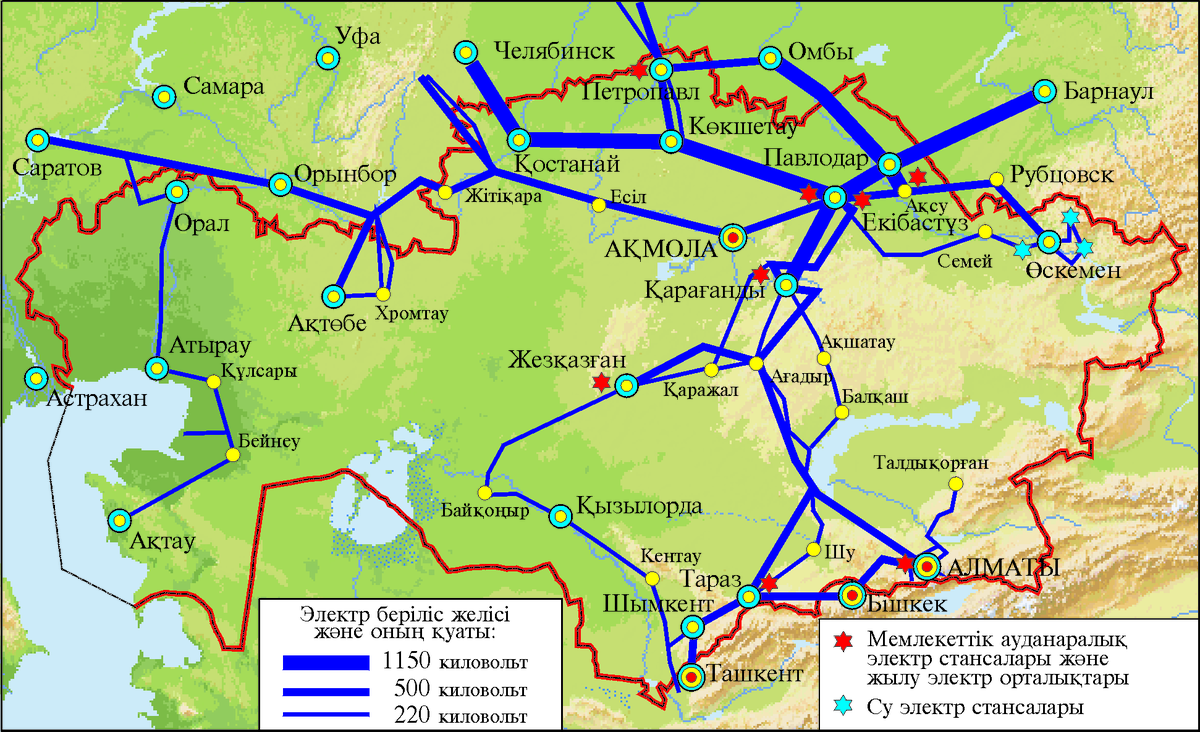 Уфа
Челябинск
Омбы
Самара
Петропавл
Барнаул
Көкшетау
Саратов
Қостанай
Павлодар
Орынбор
Рубцовск
Жітіқара
Есіл
Ақсу
Орал
Екібастұз
АҚМОЛА
Семей
Өскемен
Қарағанды
Хромтау
Ақтөбе
Атырау
Жезқазған
Ақшатау
Құлсары
Қаражал
Ағадыр
Астрахан
Балқаш
Бейнеу
Талдықорған
Байқоңыр
Қызылорда
Ақтау
Кентау
Шу
Тараз
АЛМАТЫ
Шымкент
Бішкек
Ташкент
Электр беріліс желісі
және оның қуаты:
1150 киловольт
500 киловольт
220 киловольт
Мемлекеттік ауданаралық
электр стансалары және
жылу электр орталықтары
Су электр стансалары